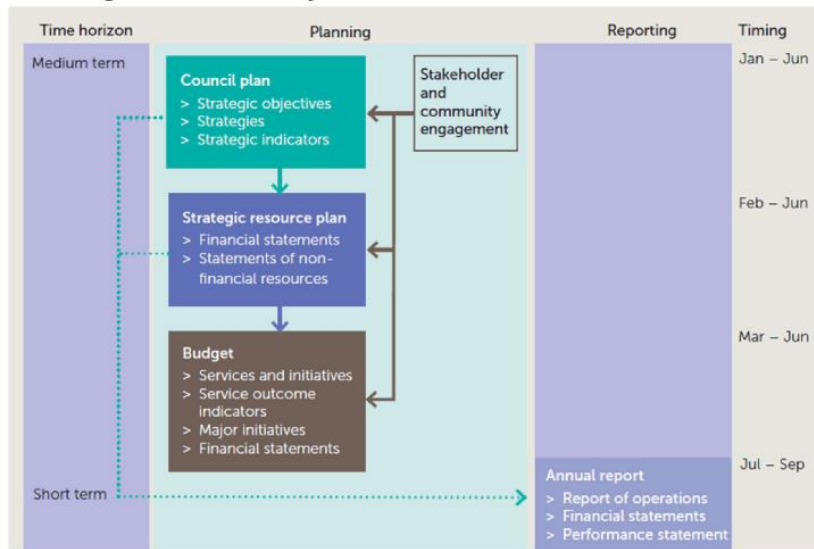 Time horizon
Planning
Reporting
Timing
Medium term
Jan – Jun
Council plan
> Strategic objectives
> Strategies
> Strategic indicators
Stakeholder
and
community
engagement
Feb – Jun
Strategic resource plan
> Financial statements
> Statements of non-
financial resources
Mar – Jun
Budget
> Services and initiatives
> Service outcome
indicators
> Major initiatives
> Financial statements
Jul – Sep
Short term
Annual report
> Report of operations
> Financial statements
> Performance statement